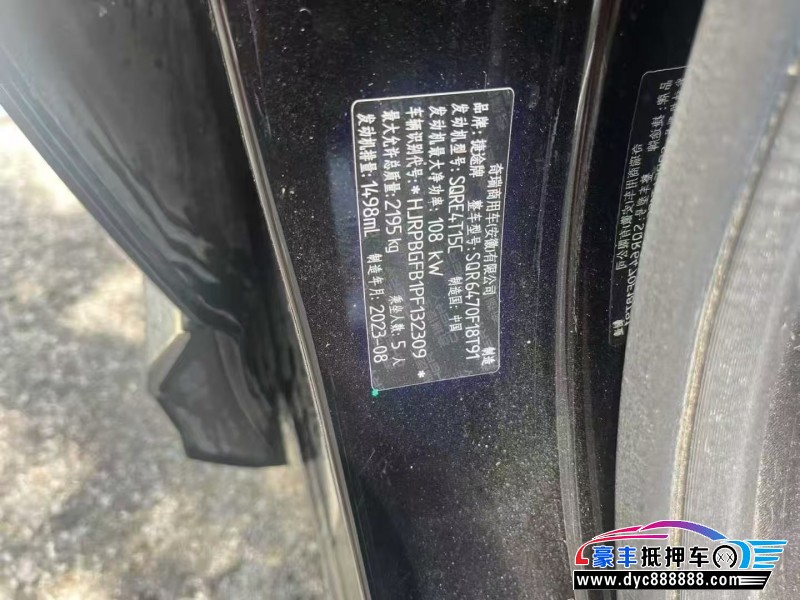 奇瑞商用车(安徽)有限公司 制造
品牌: 捷途牌 整车型号: SQR6470F18T91
发动机型号: SQRE4T15C 制造国: 中国
发动机最大净功率: 108 kW
车辆识别代号: * HJRPBGFB1PF132309 *
最大允许总质量: 2195 kg 乘坐人数: 5 人
发动机排量: 1498mL 制造年月: 2023-08
豪丰抵押车
www.dyc888888.com